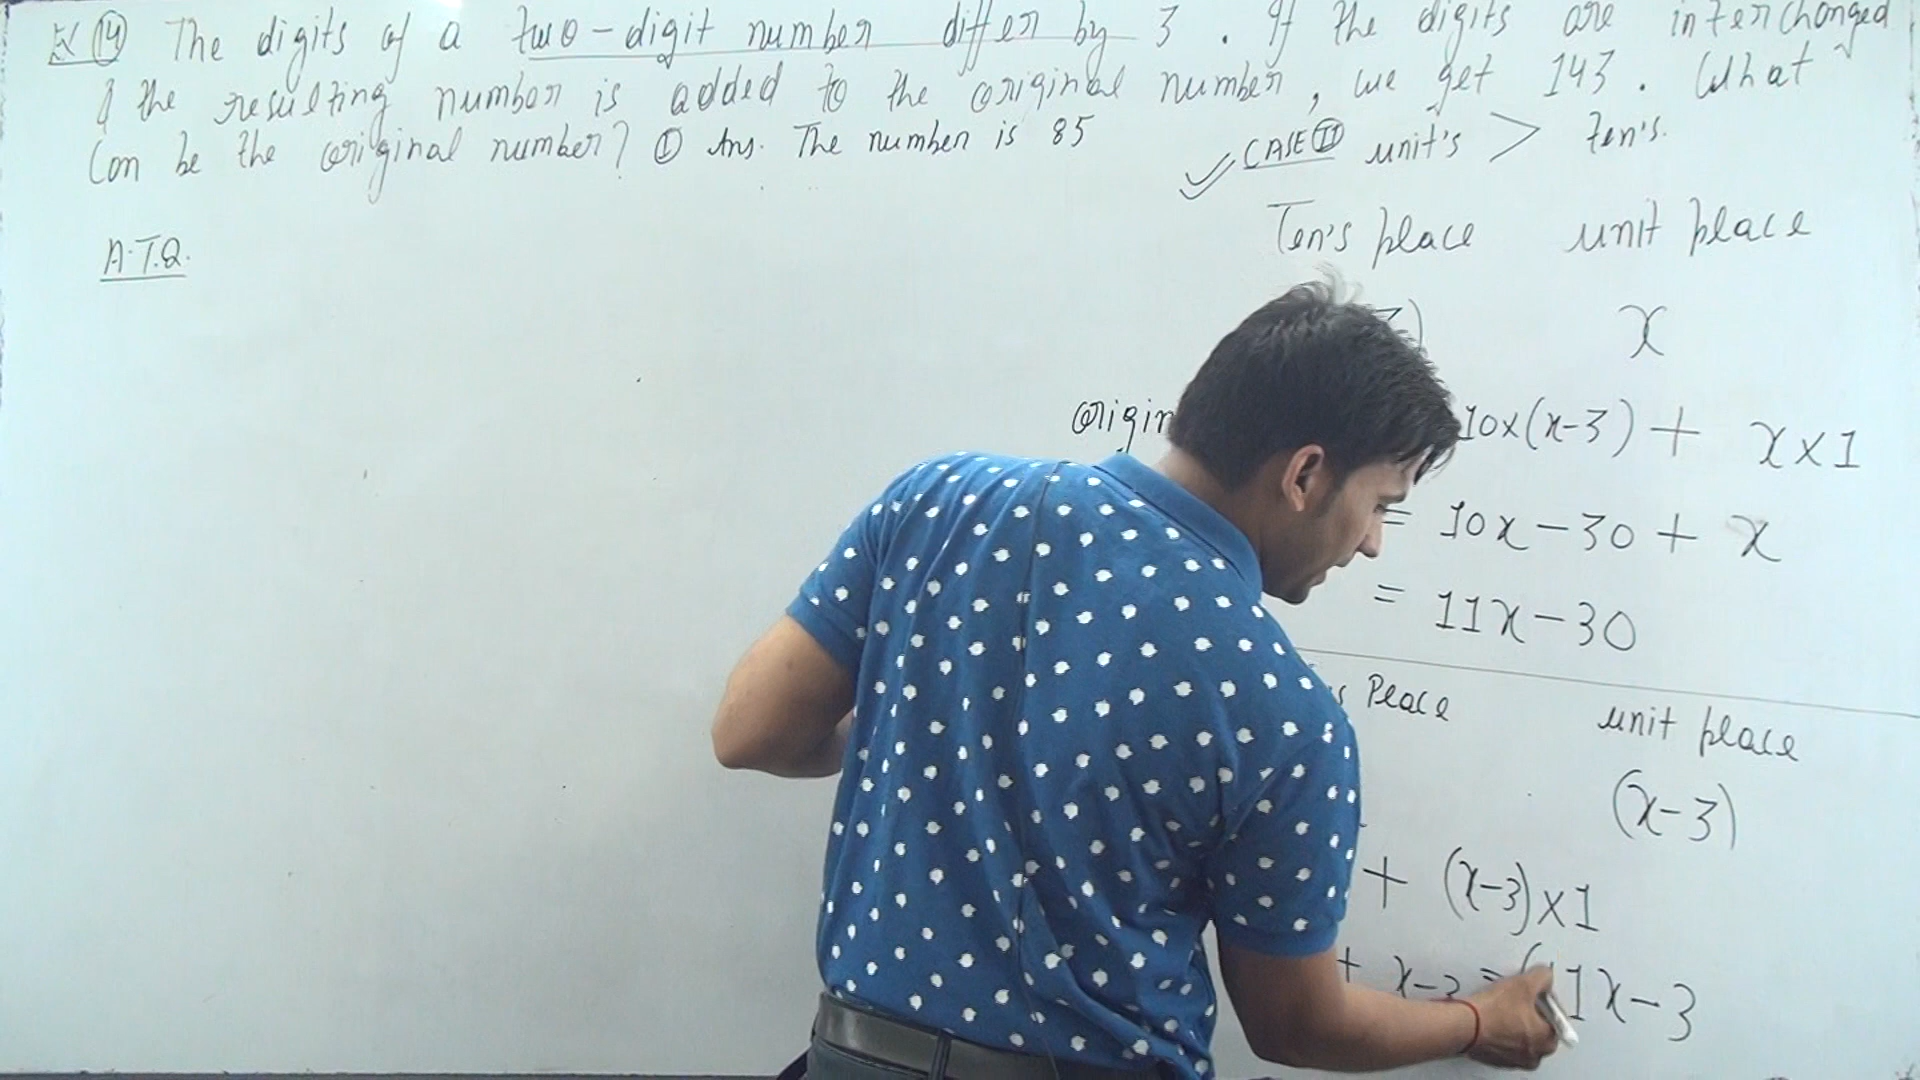 Ex 14 The digits of a two-digit number differ by 3. If the digits are interchanged
& the resulting number is added to the original number, we get 143. What
Can be the original number? ① Ans. The number is 85
CASE II unit's > ten's.
Ten's place unit place
x
10x(x-3) + x×1
= 10x-30 + x
= 11x-30
A.T.Q.
Place unit place
(x-3)
+ (x-3)×1
+ x-3 = (11x-3